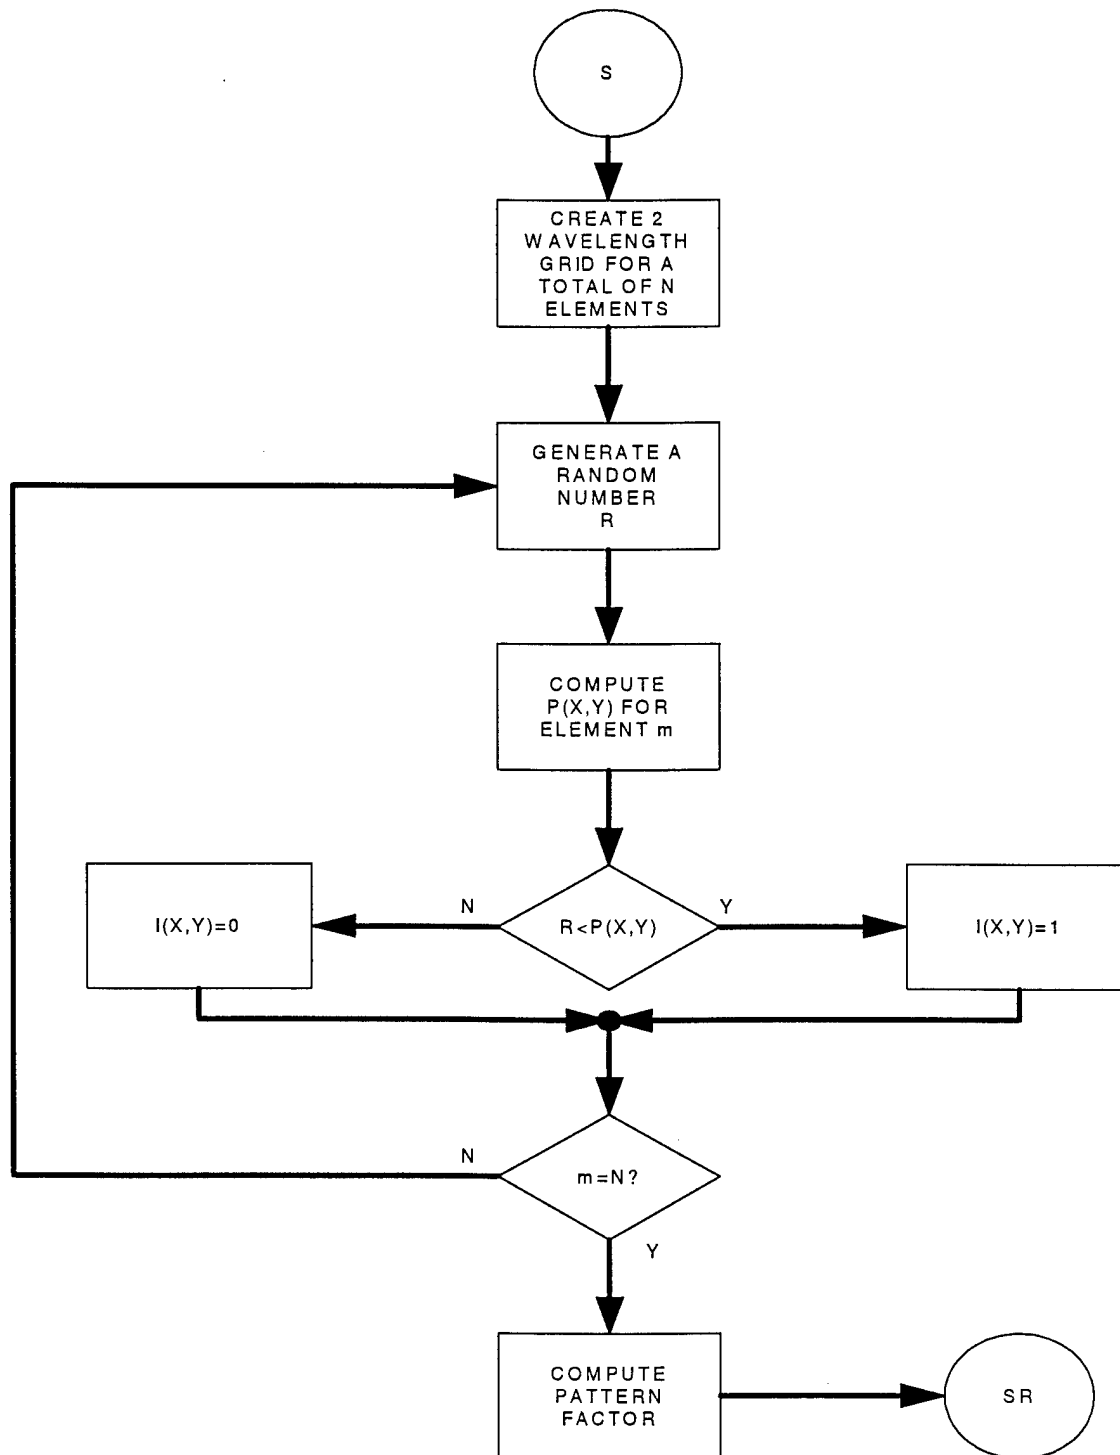 S
CREATE 2
WAVELENGTH
GRID FOR A
TOTAL OF N
ELEMENTS
GENERATE A
RANDOM
NUMBER
R
COMPUTE
P(X,Y) FOR
ELEMENT m
I(X,Y)=0
N
R<P(X,Y)
Y
I(X,Y)=1
N
m=N?
Y
COMPUTE
PATTERN
FACTOR
SR